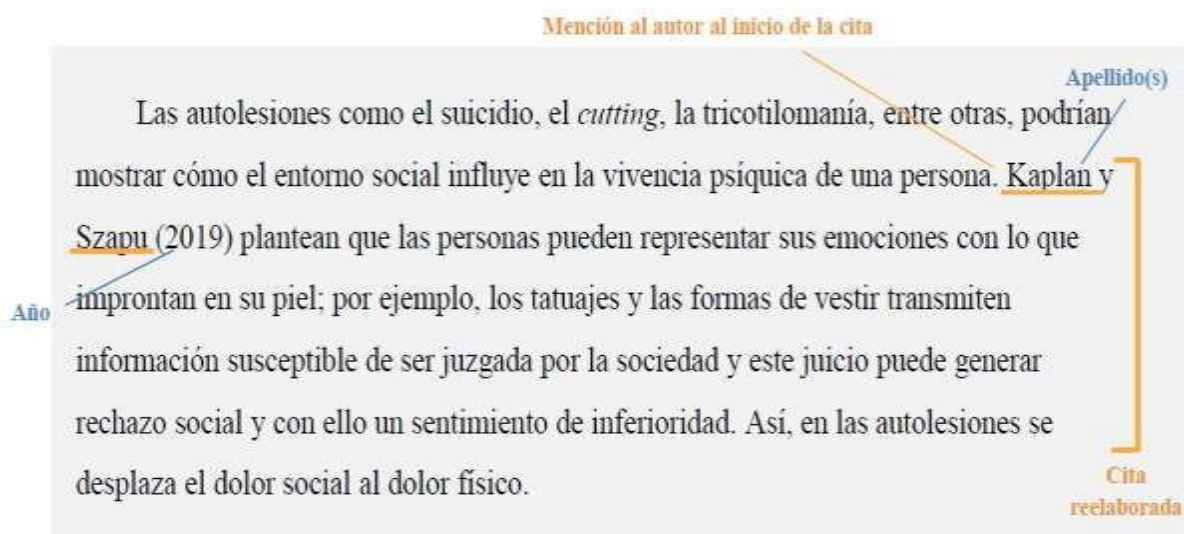 Mención al autor al inicio de la cita
Apellido(s)
Las autolesiones como el suicidio, el cutting, la tricotilomanía, entre otras, podrían
mostrar cómo el entorno social influye en la vivencia psíquica de una persona. Kaplan y
Szapu (2019) plantean que las personas pueden representar sus emociones con lo que
Año
improntan en su piel; por ejemplo, los tatuajes y las formas de vestir transmiten
información susceptible de ser juzgada por la sociedad y este juicio puede generar
rechazo social y con ello un sentimiento de inferioridad. Así, en las autolesiones se
desplaza el dolor social al dolor físico.
Cita
reelaborada